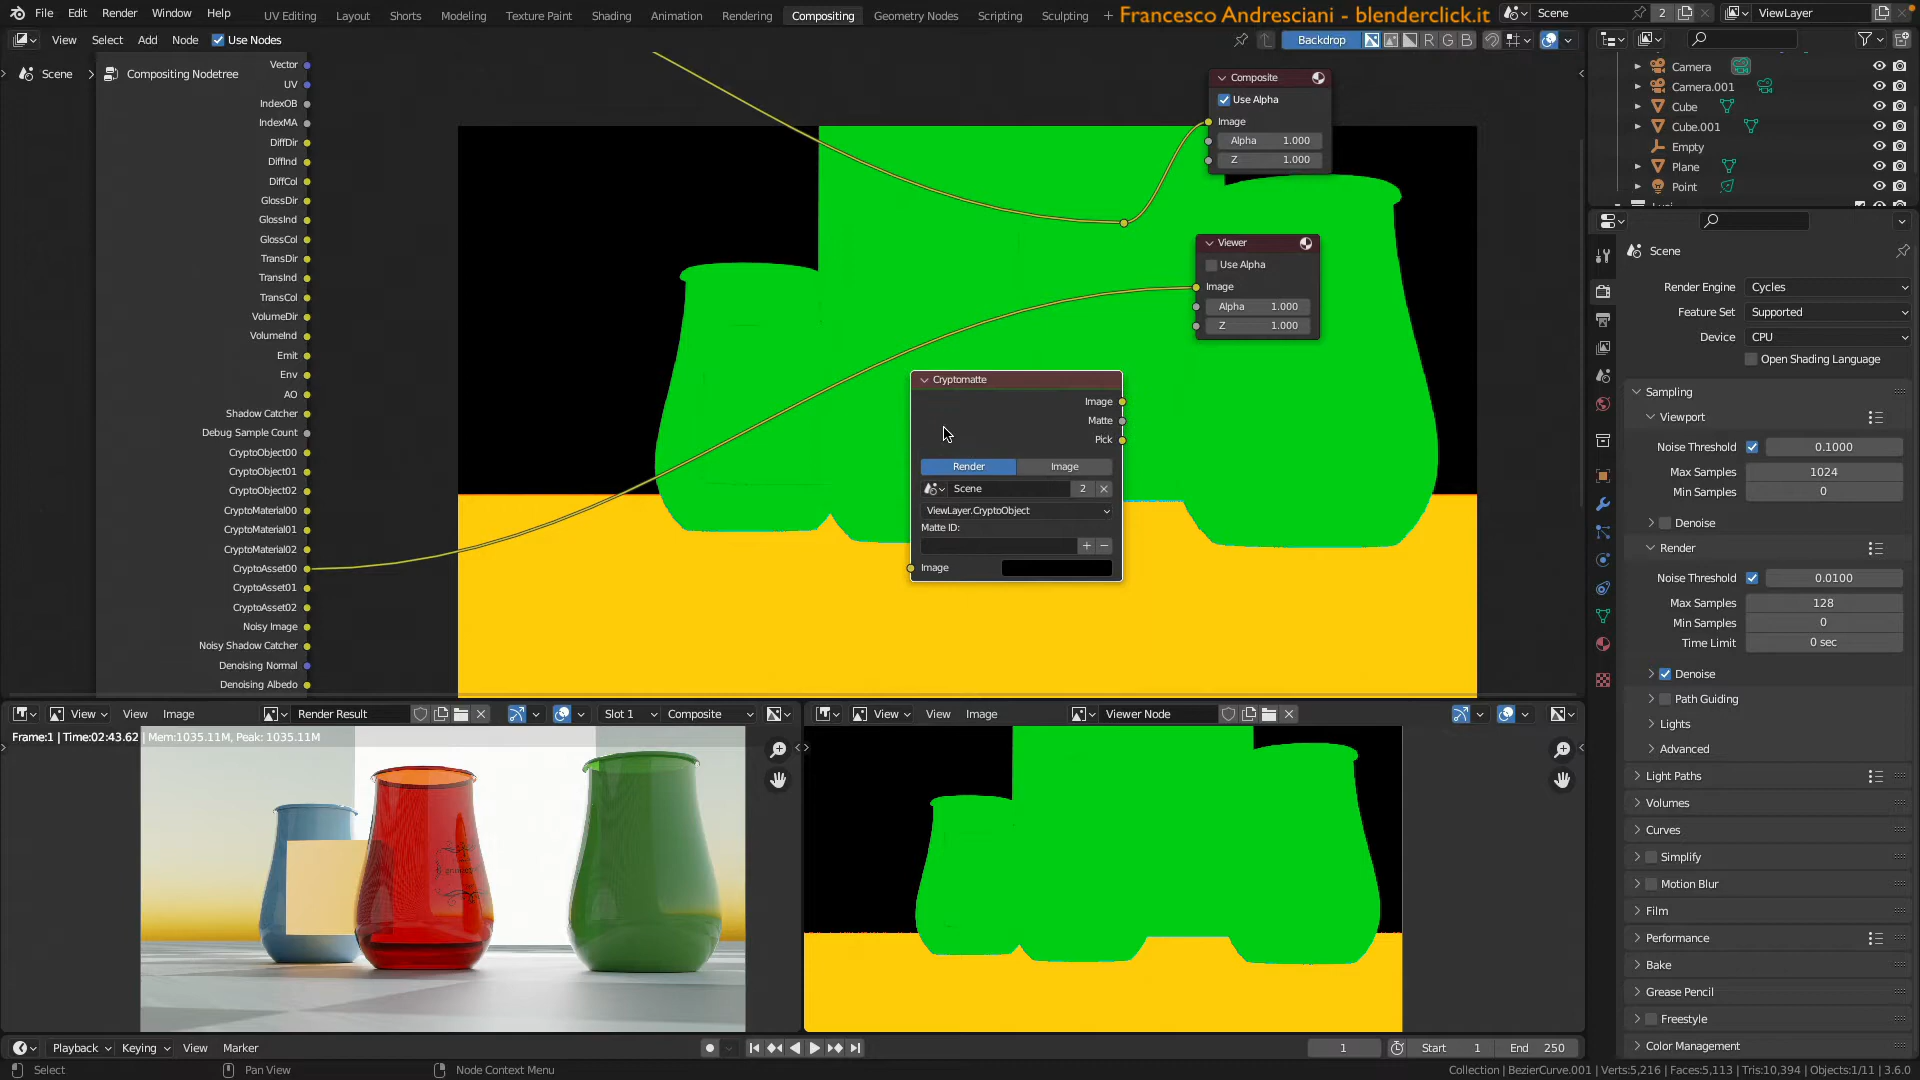 File Edit Render Window Help UV Editing Layout Shorts Modeling Texture Paint Shading Animation Rendering Compositing Geometry Nodes Scripting Sculpting + Francesco Andresciani - blenderclick.it Scene 2 ViewLayer
View Select Add Node Use Nodes Backdrop R G B
Scene > Compositing Nodetree
Vector
UV
IndexOB
IndexMA
DiffDir
DiffInd
DiffCol
GlossDir
GlossInd
GlossCol
TransDir
TransInd
TransCol
VolumeDir
VolumeInd
Emit
Env
AO
Shadow Catcher
Debug Sample Count
CryptoObject00
CryptoObject01
CryptoObject02
CryptoMaterial00
CryptoMaterial01
CryptoMaterial02
CryptoAsset00
CryptoAsset01
CryptoAsset02
Noisy Image
Noisy Shadow Catcher
Denoising Normal
Denoising Albedo
Composite
Use Alpha
Image
Alpha 1.000
Z 1.000
Viewer
Use Alpha
Image
Alpha 1.000
Z 1.000
Cryptomatte
Image
Matte
Pick
Render Image
Scene 2
ViewLayer.CryptoObject
Matte ID:
Image
Camera
Camera.001
Cube
Cube.001
Empty
Plane
Point
Scene
Render Engine Cycles
Feature Set Supported
Device CPU
Open Shading Language
Sampling
Viewport
Noise Threshold 0.1000
Max Samples 1024
Min Samples 0
Denoise
Render
Noise Threshold 0.0100
Max Samples 128
Min Samples 0
Time Limit 0 sec
Denoise
Path Guiding
Lights
Advanced
Light Paths
Volumes
Curves
Simplify
Motion Blur
Film
Performance
Bake
Grease Pencil
Freestyle
Color Management
View View Image Render Result Slot 1 Composite
Frame:1 | Time:02:43.62 | Mem:1035.11M, Peak: 1035.11M
View View Image Viewer Node
Playback Keying View Marker 1 Start 1 End 250
Select Pan View Node Context Menu Collection | BezierCurve.001 | Verts:5,216 | Faces:5,113 | Tris:10,394 | Objects:1/11 | 3.6.0